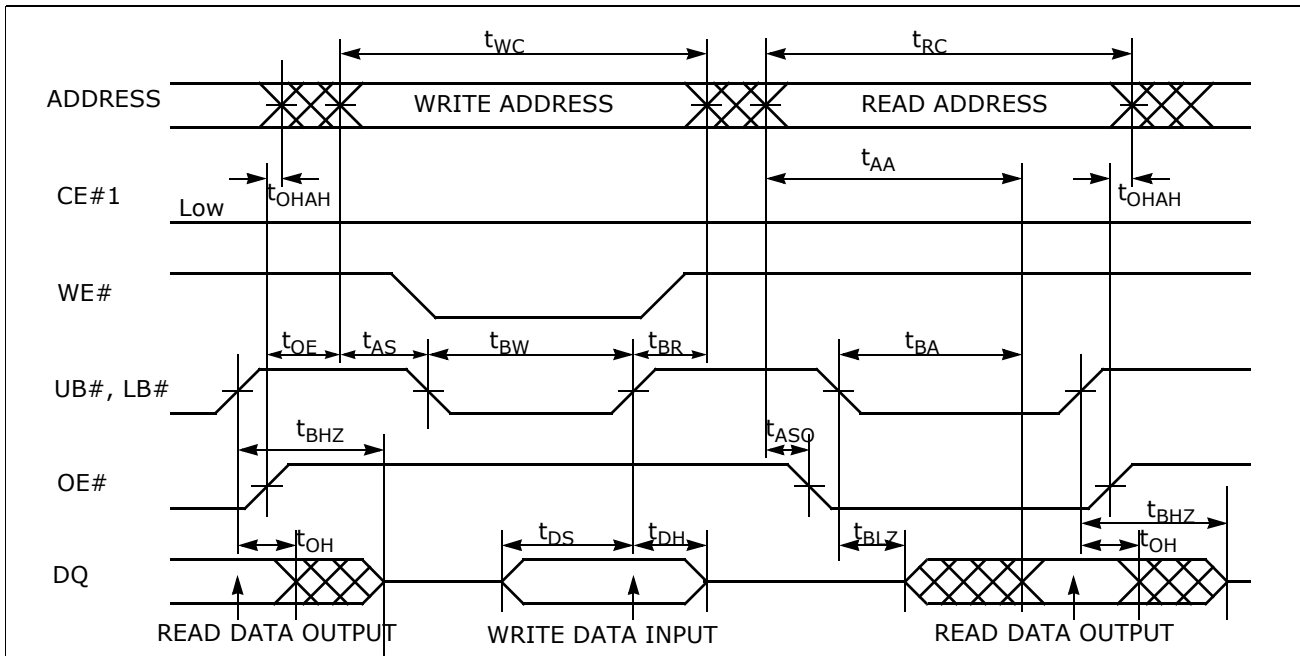 tWC tRC
ADDRESS WRITE ADDRESS READ ADDRESS
tAA
CE#1 tOHAH tOHAH
Low
WE#
tOE tAS tBW tBR tBA
UB#, LB#
tBHZ tASO
OE#
tBHZ
tOH tDS tDH tBLZ tOH
DQ
READ DATA OUTPUT WRITE DATA INPUT READ DATA OUTPUT